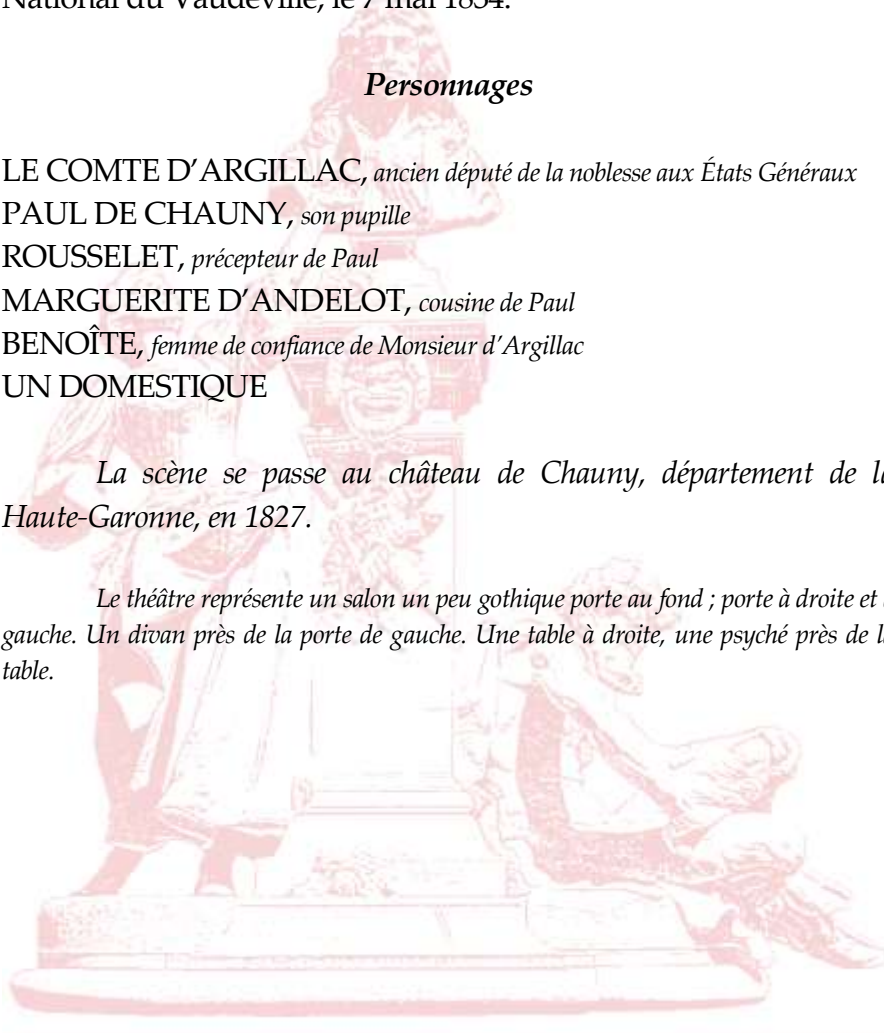 National du Vaudeville, le 7 mai 1834.
Personnages
LE COMTE D’ARGILLAC, ancien député de la noblesse aux États Généraux
PAUL DE CHAUNY, son pupille
ROUSSELET, précepteur de Paul
MARGUERITE D’ANDELOT, cousine de Paul
BENOÎTE, femme de confiance de Monsieur d’Argillac
UN DOMESTIQUE
La scène se passe au château de Chauny, département de la
Haute-Garonne, en 1827.
Le théâtre représente un salon un peu gothique porte au fond ; porte à droite et
gauche. Un divan près de la porte de gauche. Une table à droite, une psyché près de la
table.